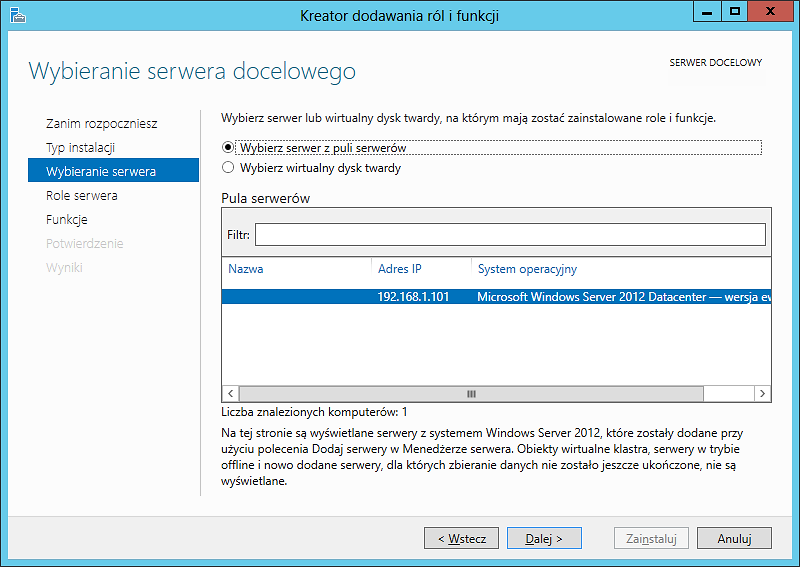 Kreator dodawania ról i funkcji
Wybieranie serwera docelowego
SERWER DOCELOWY
Zanim rozpoczniesz
Typ instalacji
Wybieranie serwera
Role serwera
Funkcje
Potwierdzenie
Wyniki
Wybierz serwer lub wirtualny dysk twardy, na którym mają zostać zainstalowane role i funkcje.
Wybierz serwer z puli serwerów
Wybierz wirtualny dysk twardy
Pula serwerów
Filtr:
Nazwa Adres IP System operacyjny
192.168.1.101 Microsoft Windows Server 2012 Datacenter — wersja ew
Liczba znalezionych komputerów: 1
Na tej stronie są wyświetlane serwery z systemem Windows Server 2012, które zostały dodane przy
użyciu polecenia Dodaj serwery w Menedżerze serwera. Obiekty wirtualne klastra, serwery w trybie
offline i nowo dodane serwery, dla których zbieranie danych nie zostało jeszcze ukończone, nie są
wyświetlane.
< Wstecz Dalej > Zainstaluj Anuluj